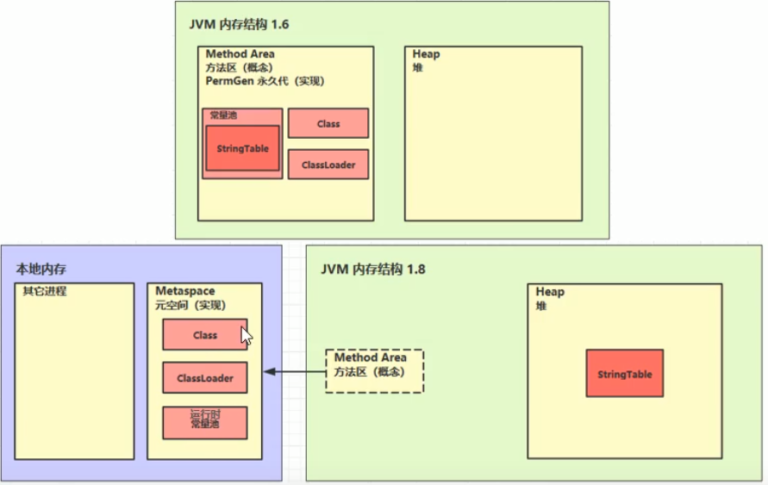 JVM 内存结构 1.6
Method Area
方法区（概念）
PermGen 永久代（实现）
常量池
StringTable
Class
ClassLoader
Heap
堆
本地内存
其它进程
Metaspace
元空间（实现）
Class
ClassLoader
运行时
常量池
JVM 内存结构 1.8
Method Area
方法区（概念）
Heap
堆
StringTable